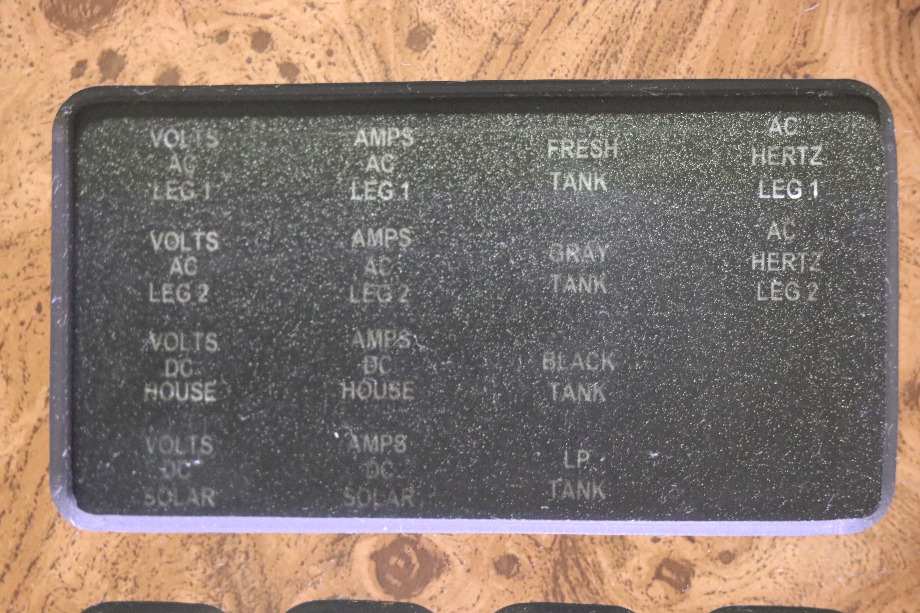 VOLTS
AC
LEG 1
AMPS
AC
LEG 1
FRESH
TANK
AC
HERTZ
LEG 1
VOLTS
AC
LEG 2
AMPS
AC
LEG 2
GRAY
TANK
AC
HERTZ
LEG 2
VOLTS
DC
HOUSE
AMPS
DC
HOUSE
BLACK
TANK
VOLTS
DC
SOLAR
AMPS
DC
SOLAR
LP
TANK